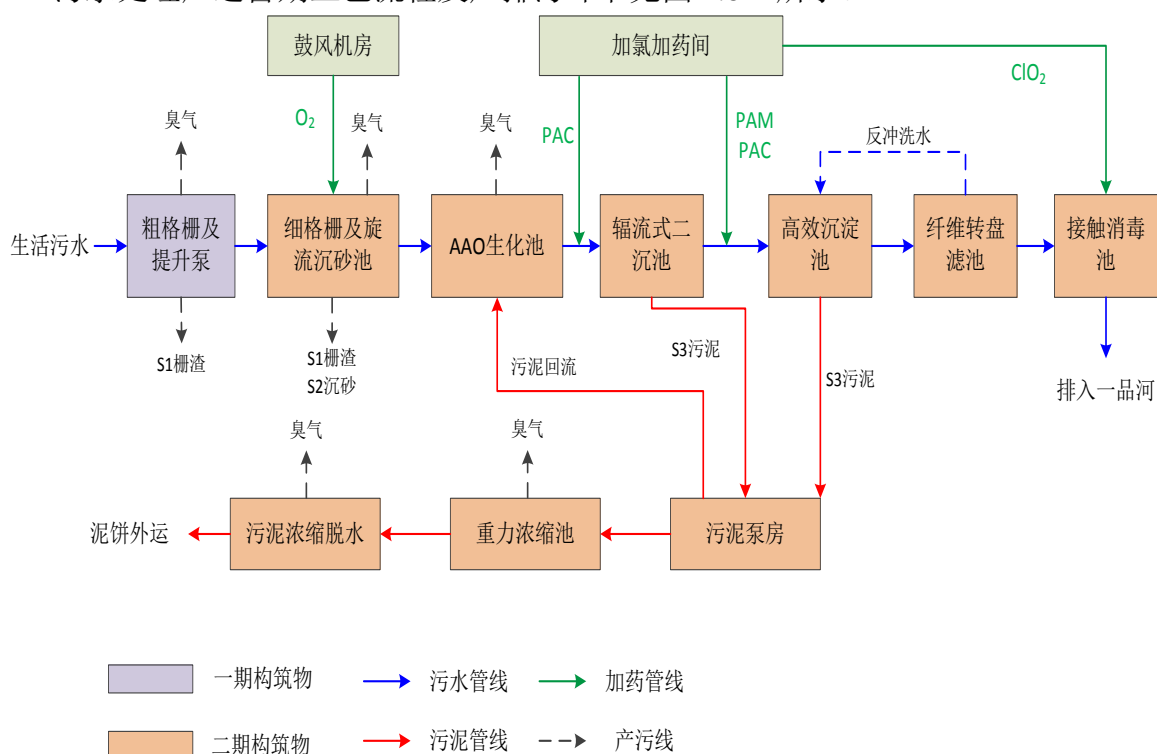 鼓风机房
加氯加药间
ClO₂
臭气
O₂
臭气
臭气
PAC
PAM
PAC
反冲洗水
生活污水
粗格栅及
提升泵
细格栅及旋
流沉砂池
AAO生化池
辐流式二
沉池
高效沉淀
池
纤维转盘
滤池
接触消毒
池
S1栅渣
S1栅渣
S2沉砂
污泥回流
S3污泥
S3污泥
排入一品河
臭气
臭气
泥饼外运
污泥浓缩脱水
重力浓缩池
污泥泵房
一期构筑物
污水管线
加药管线
二期构筑物
污泥管线
产污线